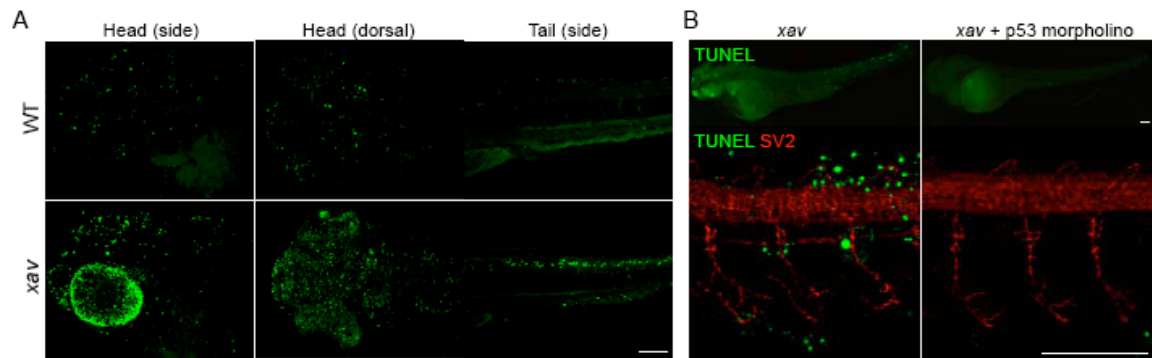 A
Head (side) Head (dorsal) Tail (side)
WT
xav
B
xav xav + p53 morpholino
TUNEL
TUNEL SV2